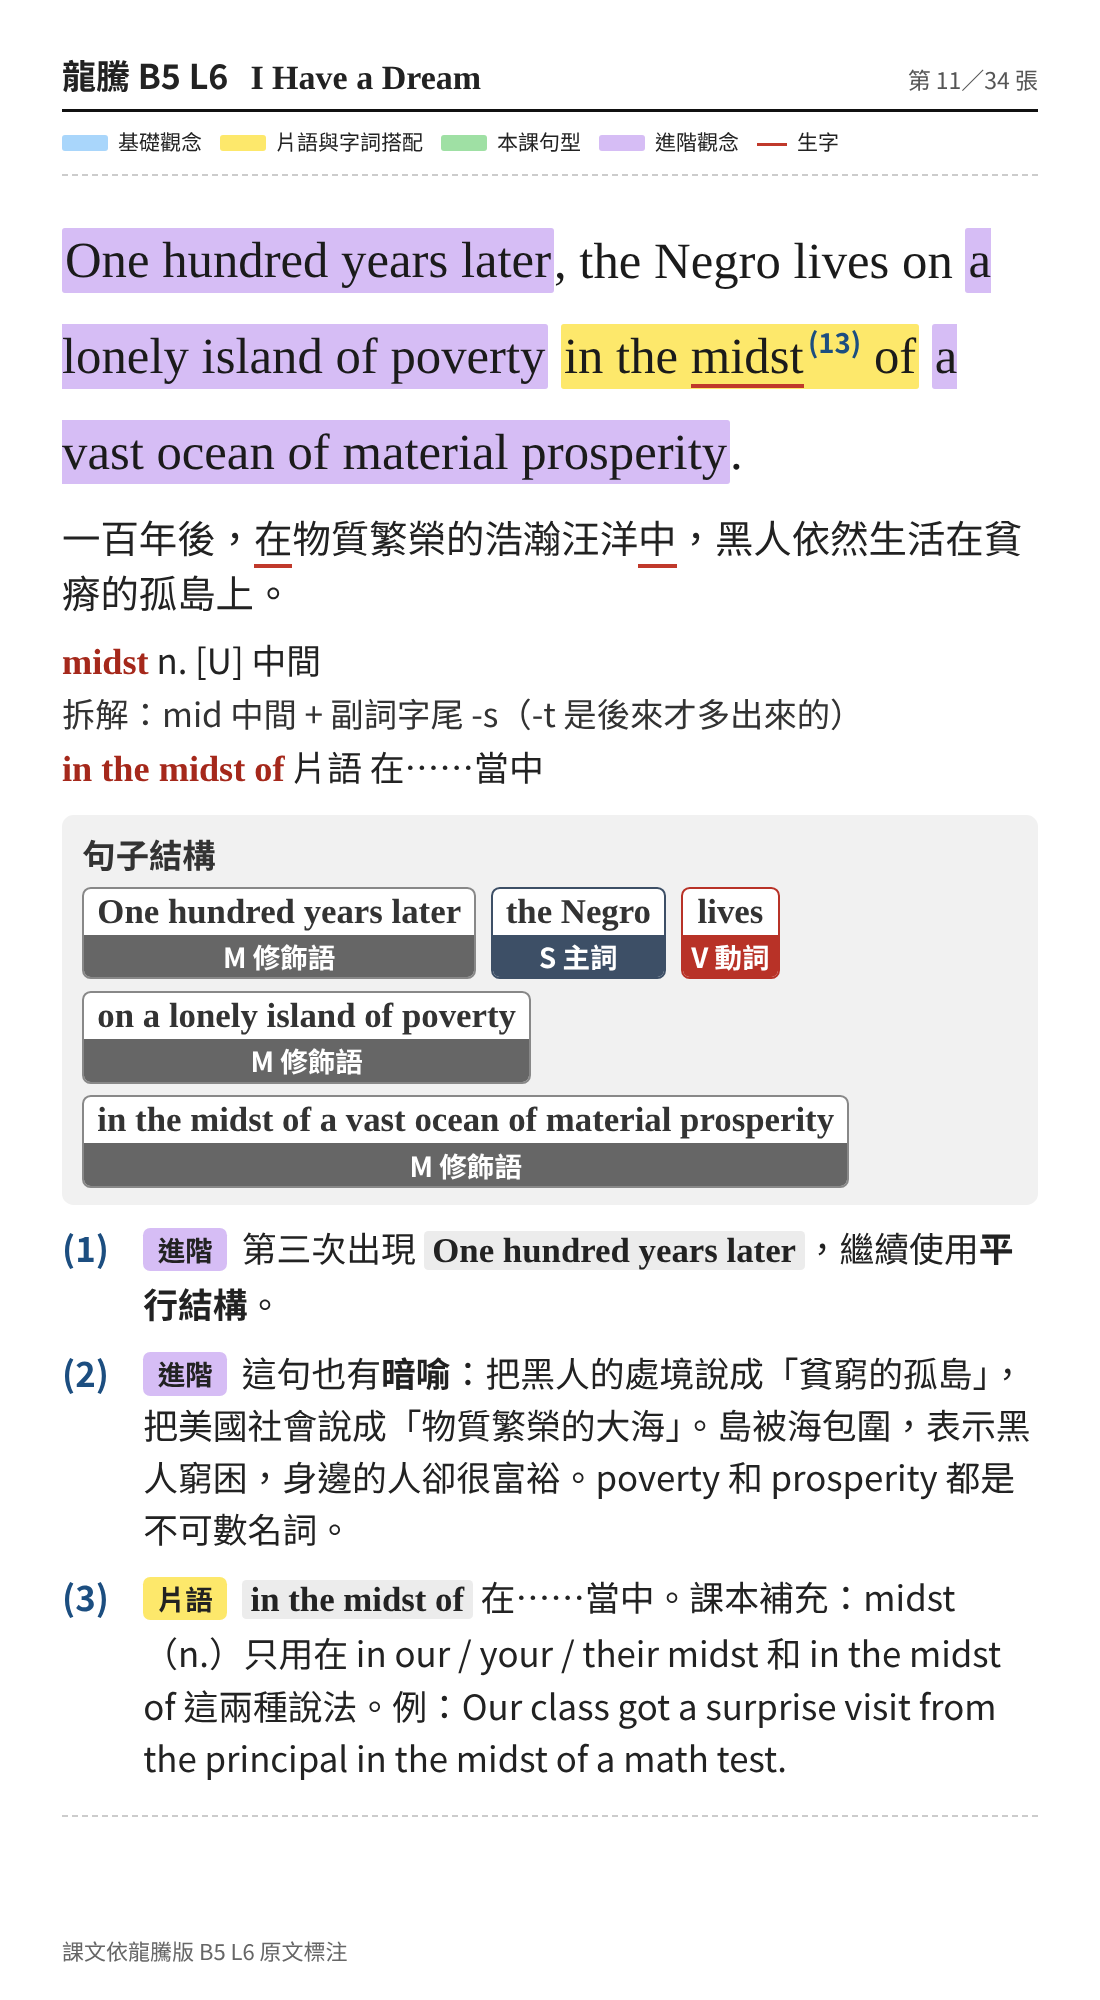 龍騰 B5 L6 I Have a Dream
第 11／34 張
基礎觀念 片語與字詞搭配 本課句型 進階觀念 生字
One hundred years later, the Negro lives on a
lonely island of poverty in the midst(13) of a
vast ocean of material prosperity.
一百年後，在物質繁榮的浩瀚汪洋中，黑人依然生活在貧
瘠的孤島上。
midst n. [U] 中間
拆解：mid 中間 + 副詞字尾 -s（-t 是後來才多出來的）
in the midst of 片語 在……當中
句子結構
One hundred years later the Negro lives
M 修飾語 S 主詞 V 動詞
on a lonely island of poverty
M 修飾語
in the midst of a vast ocean of material prosperity
M 修飾語
(1) 進階 第三次出現 One hundred years later，繼續使用平
行結構。
(2) 進階 這句也有暗喻：把黑人的處境說成「貧窮的孤島」，
把美國社會說成「物質繁榮的大海」。島被海包圍，表示黑
人窮困，身邊的人卻很富裕。poverty 和 prosperity 都是
不可數名詞。
(3) 片語 in the midst of 在……當中。課本補充：midst
（n.）只用在 in our / your / their midst 和 in the midst
of 這兩種說法。例：Our class got a surprise visit from
the principal in the midst of a math test.
課文依龍騰版 B5 L6 原文標注